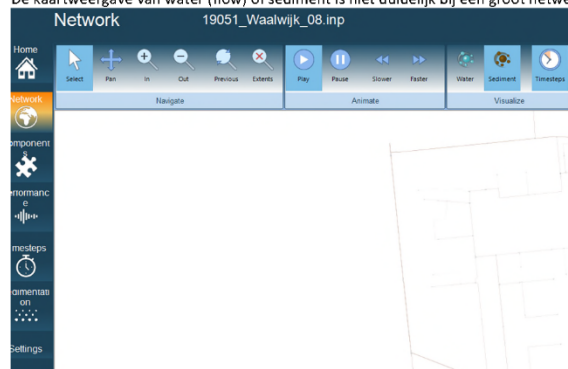 De kaartweergave van water (flow) of sediment is niet duidelijk bij een groot netwe
Network 19051_Waalwijk_08.inp
Home
Select Pan In Out Previous Extents Play Pause Slower Faster Water Sediment Timesteps
Navigate Animate Visualize
Network
omponent
s
erformanc
e
mesteps
dimentati
on
Settings